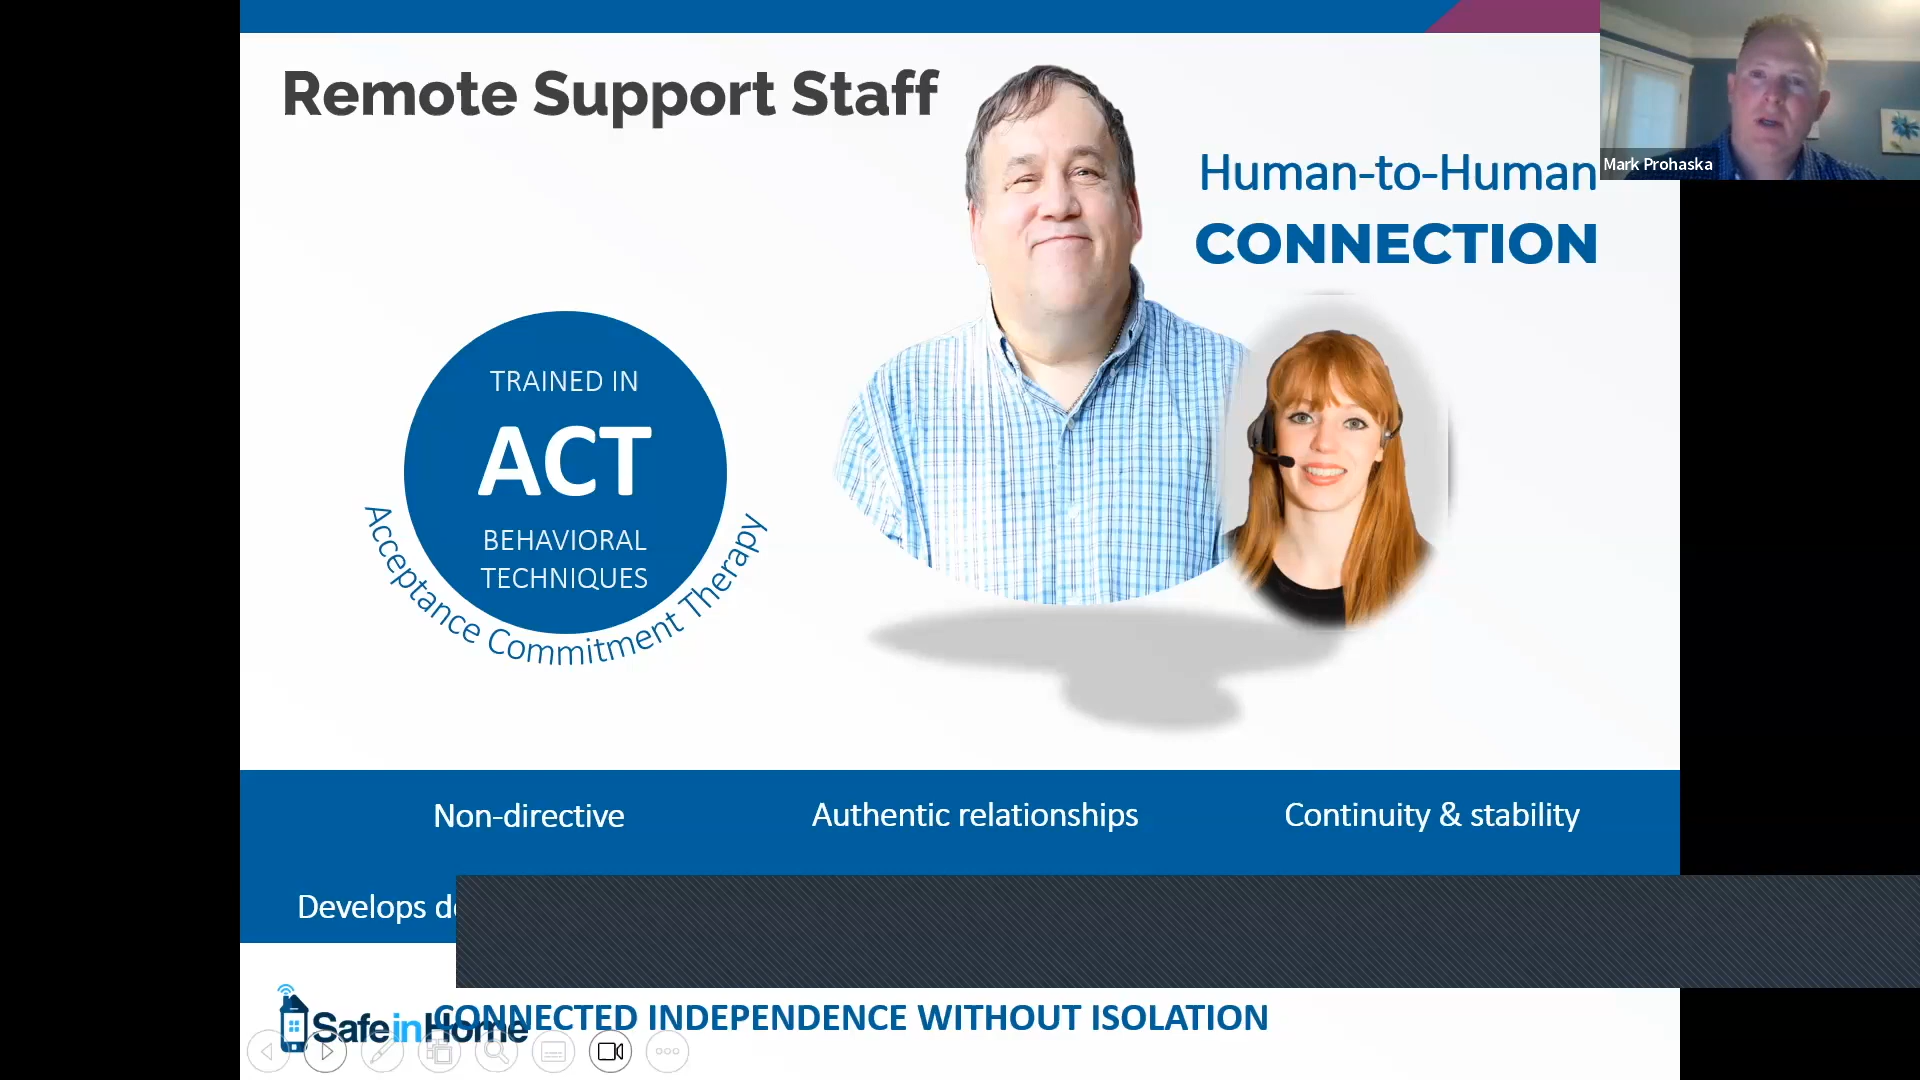 Remote Support Staff
Human-to-Human
CONNECTION
Mark Prohaska
TRAINED IN
ACT
BEHAVIORAL
TECHNIQUES
Acceptance Commitment Therapy
Non-directive
Authentic relationships
Continuity & stability
Develops
SafeinHome
CONNECTED INDEPENDENCE WITHOUT ISOLATION